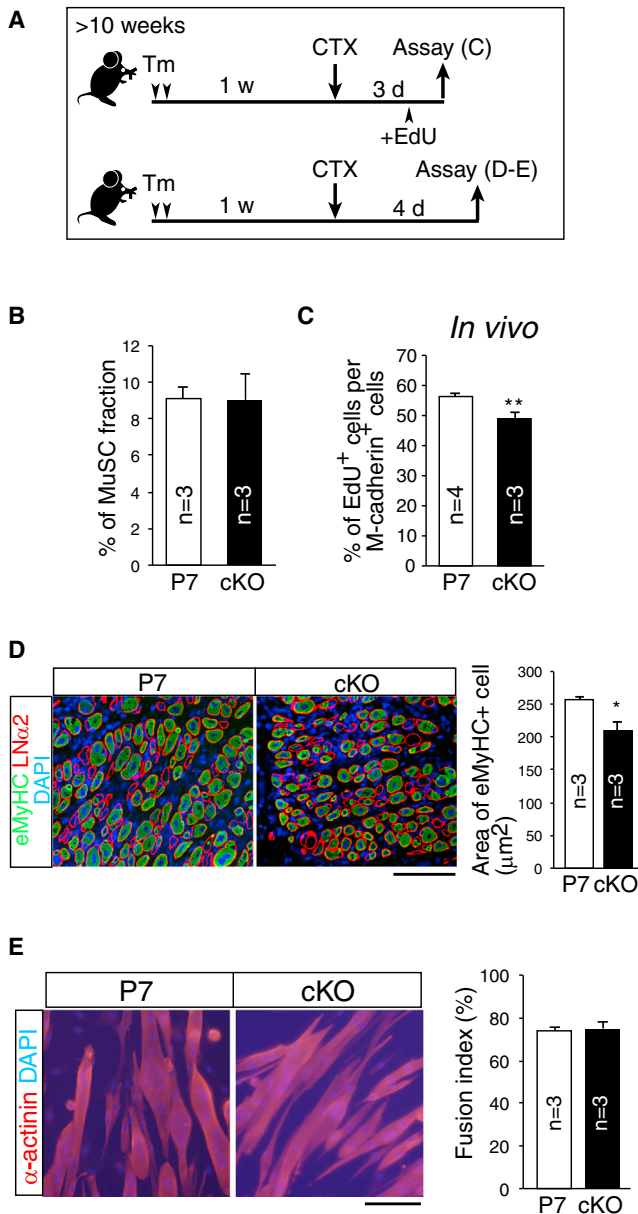 A
>10 weeks
Tm
1 w
CTX
3 d
Assay (C)
+EdU
Tm
1 w
CTX
4 d
Assay (D-E)
B
% of MuSC fraction
12
10
8
6
4
2
0
n=3
n=3
P7
cKO
C
In vivo
% of EdU+ cells per
M-cadherin+ cells
70
60
50
40
30
20
10
0
**
n=4
n=3
P7
cKO
D
P7
cKO
eMyHC LNα2
DAPI
Area of eMyHC+ cell
(μm2)
300
250
200
150
100
50
0
*
n=3
n=3
P7 cKO
E
P7
cKO
α-actinin DAPI
Fusion index (%)
100
80
60
40
20
0
n=3
n=3
P7 cKO